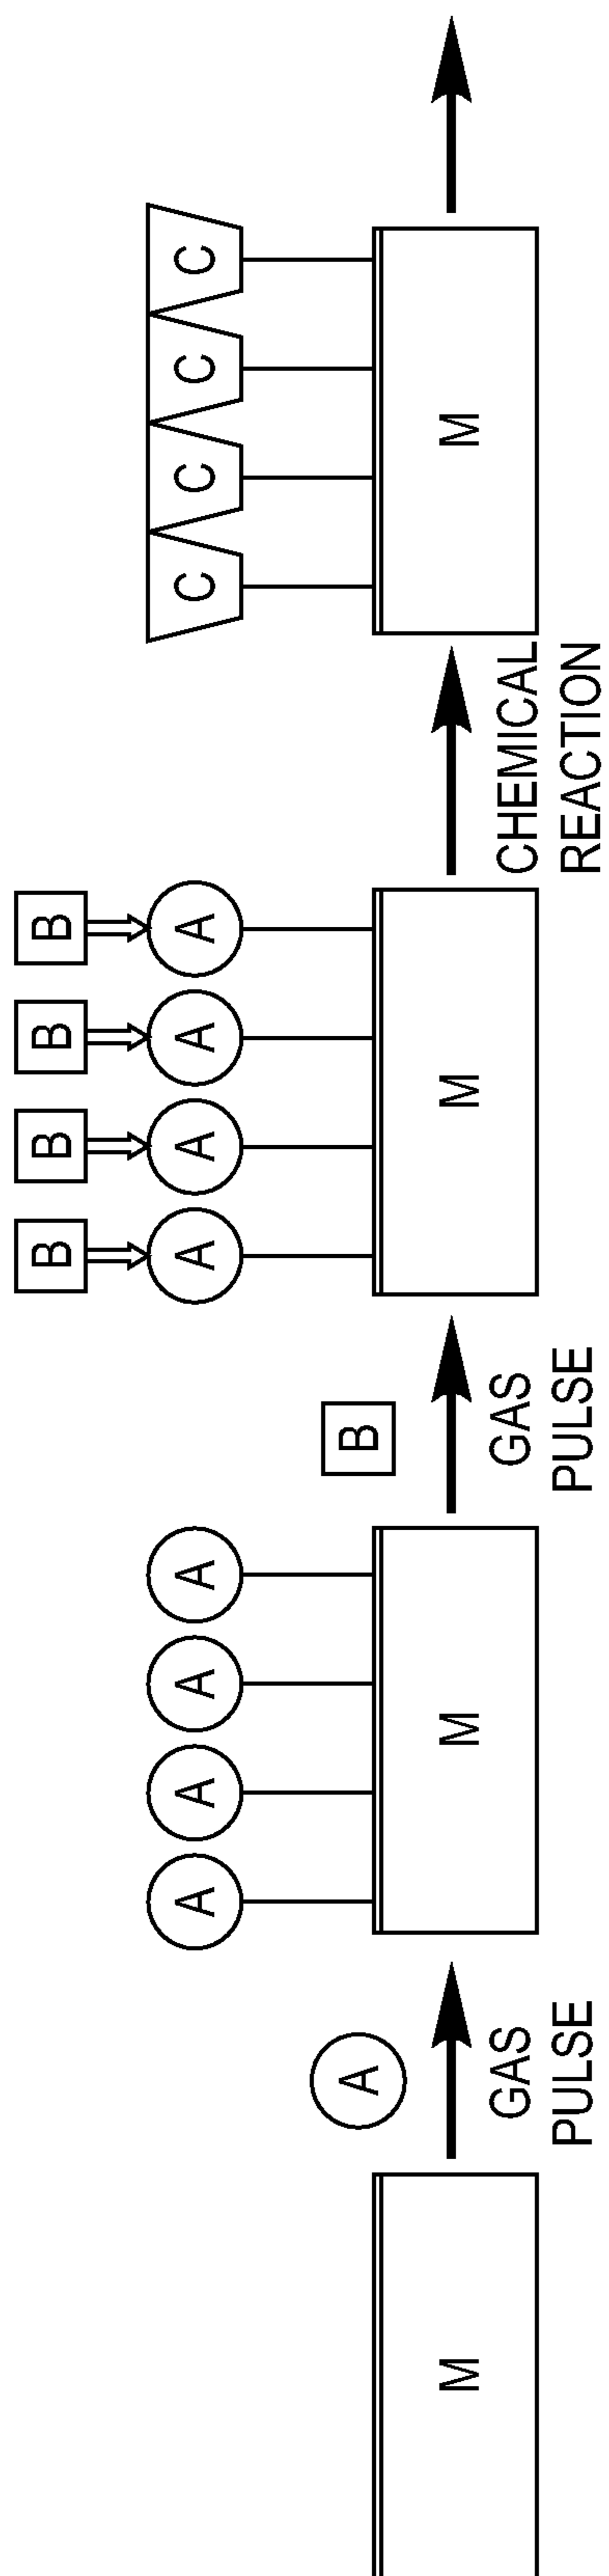 M
A
GAS
PULSE
A A A A
M
B
GAS
PULSE
B B B B
A A A A
M
CHEMICAL
REACTION
C C C C
M